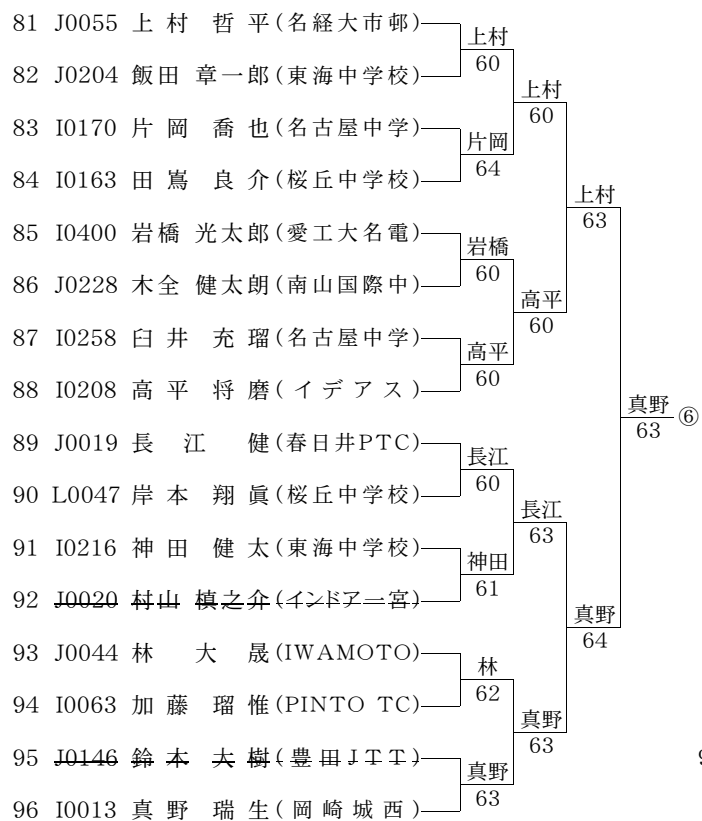 81 J0055 上村 哲平(名経大市邨)
82 J0204 飯田 章一郎(東海中学校)
83 I0170 片岡 喬也(名古屋中学)
84 I0163 田嶌 良介(桜丘中学校)
85 I0400 岩橋 光太郎(愛工大名電)
86 J0228 木全 健太朗(南山国際中)
87 I0258 臼井 充瑠(名古屋中学)
88 I0208 高平 将磨(イデアス)
89 J0019 長江 健(春日井PTC)
90 L0047 岸本 翔眞(桜丘中学校)
91 I0216 神田 健太(東海中学校)
92 J0020 村山 槙之介(インドアー宮)
93 J0044 林 大晟(IWAMOTO)
94 I0063 加藤 瑠惟(PINTO TC)
95 J0146 鈴木 大樹(豊田JTT)
96 I0013 真野 瑞生(岡崎城西)
上村
60
片岡
64
岩橋
60
高平
60
長江
60
神田
61
林
62
真野
63
上村
60
高平
60
長江
63
真野
63
上村
63
真野
64
真野
63
⑥